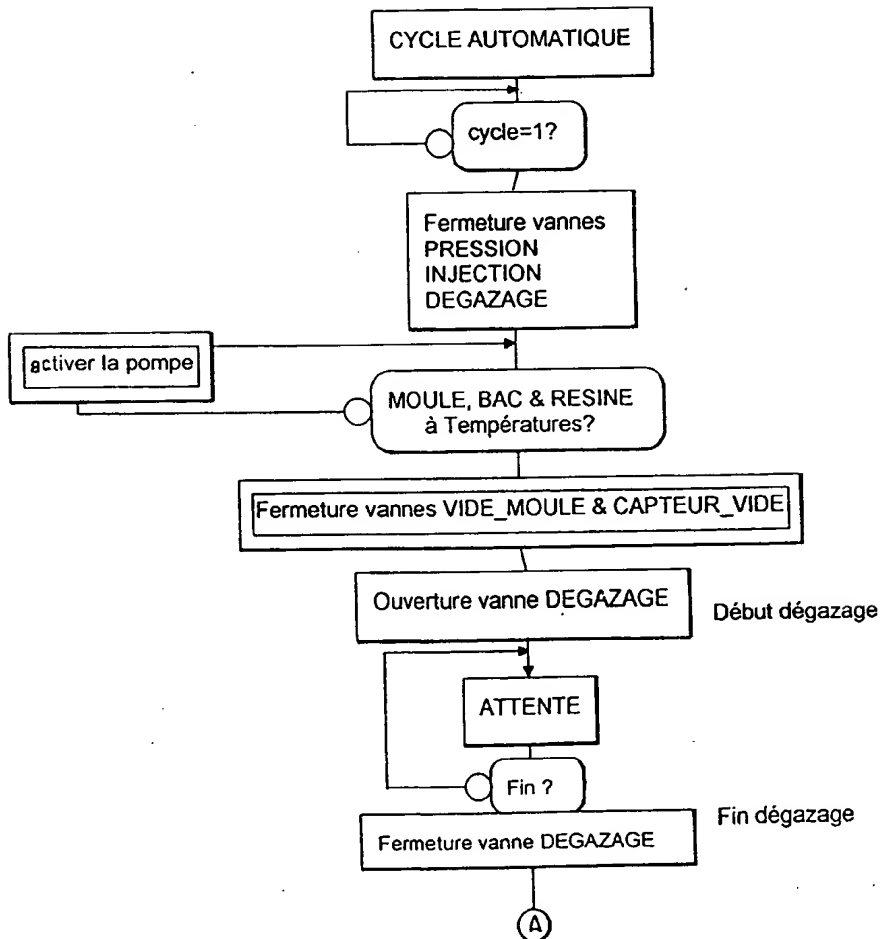 CYCLE AUTOMATIQUE
cycle=1?
Fermeture vannes
PRESSION
INJECTION
DEGAZAGE
activer la pompe
MOULE, BAC & RESINE
à Températures?
Fermeture vannes VIDE_MOULE & CAPTEUR_VIDE
Ouverture vanne DEGAZAGE
Début dégazage
ATTENTE
Fin ?
Fin dégazage
Fermeture vanne DEGAZAGE
A